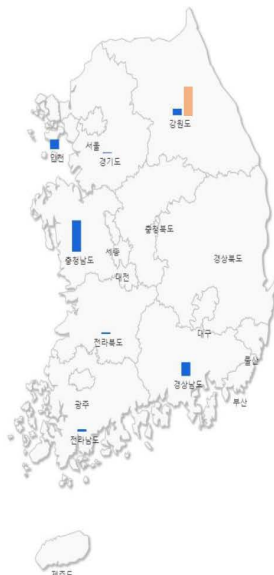 강원도
서울
인천
경기도
충청북도
충청남도
세종
경상북도
대전
대구
전라북도
울산
경상남도
광주
부산
전라남도
제주도